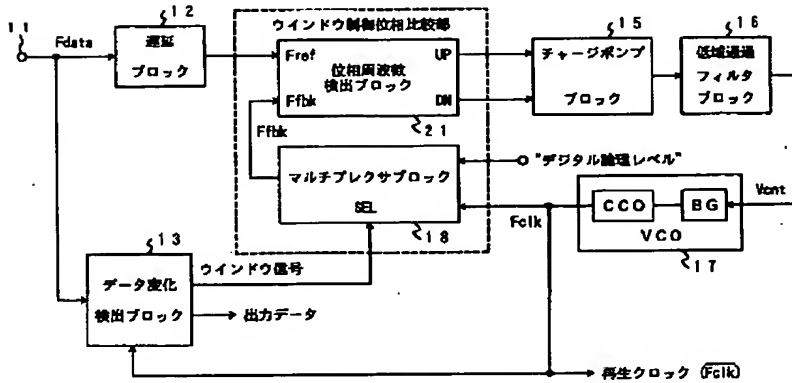 11
Fdata
12
遅延
ブロック
ウインドウ制御位相比較部
Fref
UP
位相周波数
検出ブロック
Ffbk
DN
21
Ffbk
マルチプレクサブロック
SEL
18
15
チャージポンプ
ブロック
16
低域通過
フィルタ
ブロック
"デジタル論理レベル"
Vcnt
CCO
BG
VCO
17
Fclk
13
データ変化
検出ブロック
ウインドウ信号
出力データ
再生クロック (Fclk)